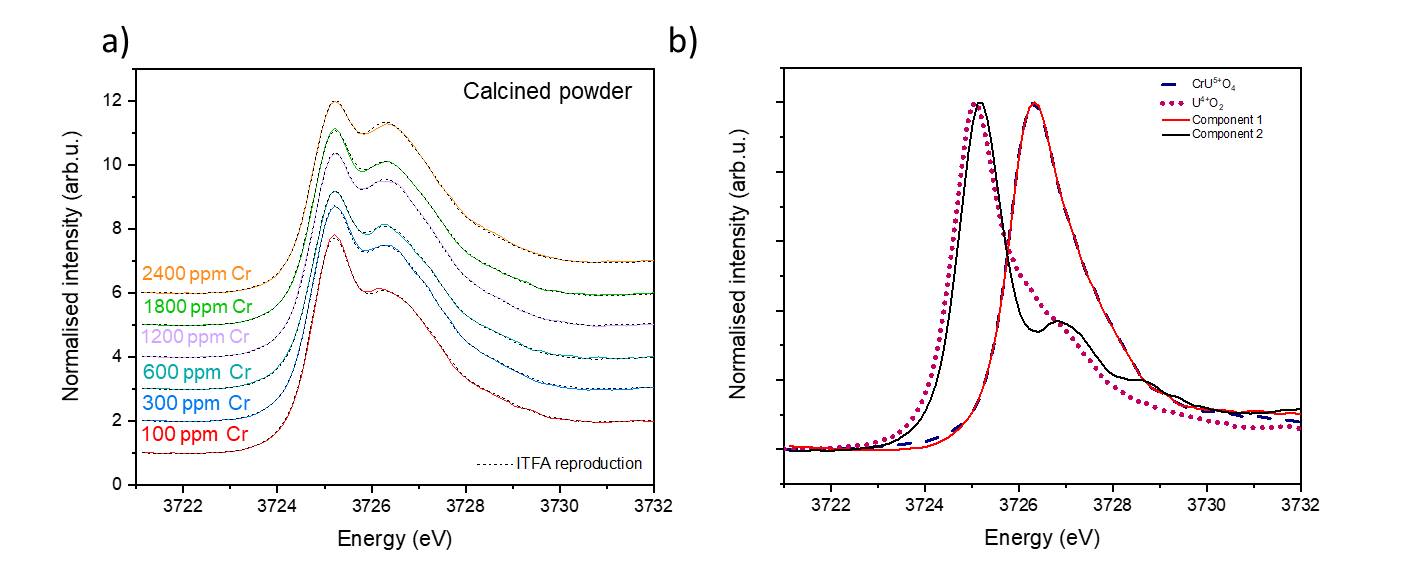 a)
Calcined powder
12
10
8
6
4
2
0
2400 ppm Cr
1800 ppm Cr
1200 ppm Cr
600 ppm Cr
300 ppm Cr
100 ppm Cr
ITFA reproduction
3722 3724 3726 3728 3730 3732
Energy (eV)
Normalised intensity (arb.u.)
b)
CrU⁵⁺O₄
U⁴⁺O₂
Component 1
Component 2
3722 3724 3726 3728 3730 3732
Energy (eV)
Normalised intensity (arb.u.)